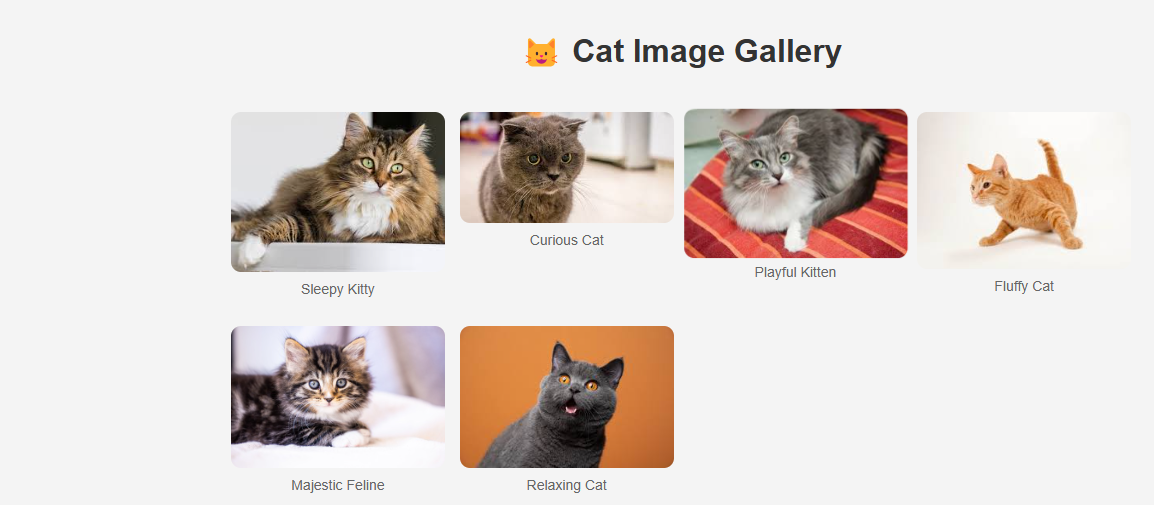 Cat Image Gallery
Sleepy Kitty
Curious Cat
Playful Kitten
Fluffy Cat
Majestic Feline
Relaxing Cat